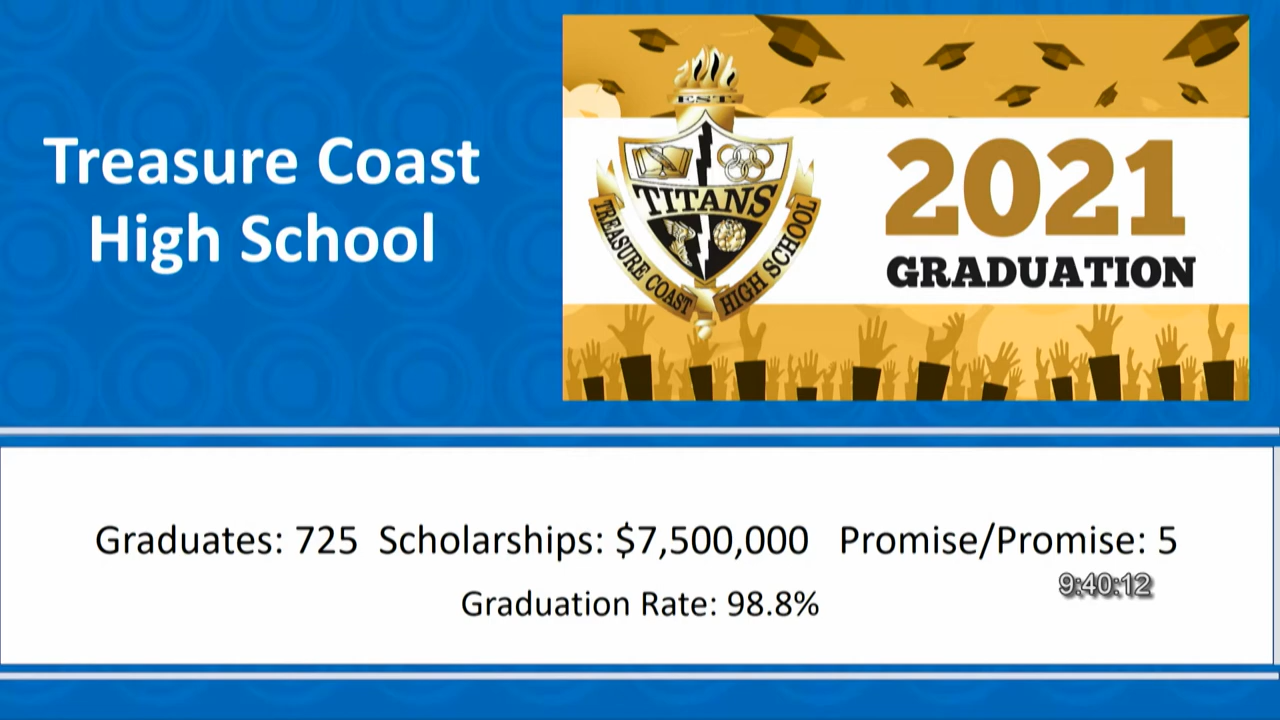 Treasure Coast
High School
EST.
TITANS
TREASURE COAST
HIGH SCHOOL
2021
GRADUATION
Graduates: 725 Scholarships: $7,500,000 Promise/Promise: 5
9:40:12
Graduation Rate: 98.8%